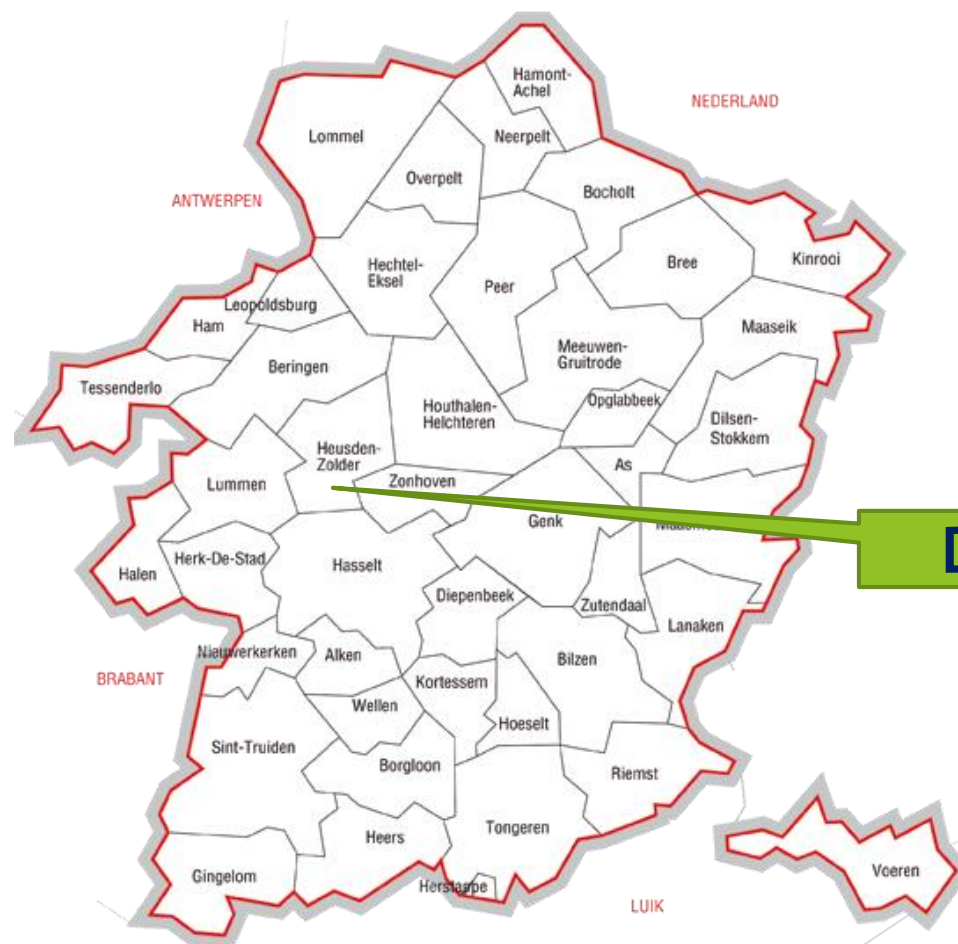 Hamont-
Achel
NEDERLAND
Lommel
Neerpelt
Overpelt
Bocholt
ANTWERPEN
Kinrooi
Bree
Hechtel-
Eksel
Peer
Leopoldsburg
Ham
Maaseik
Meeuwen-
Gruitrode
Beringen
Tessenderlo
Opglabbeek
Houthalen-
Helchteren
Dilsen-
Stokkem
Heusden-
Zolder
As
Zonhoven
Lummen
Genk
Herk-De-Stad
Hasselt
Halen
Diepenbeek
Zutendaal
Lanaken
Nieuwerkerken
Alken
Bilzen
BRABANT
Kortessem
Wellen
Hoeselt
Sint-Truiden
Borgloon
Riemst
Heers
Tongeren
Voeren
Gingelom
Herstappe
LUIK